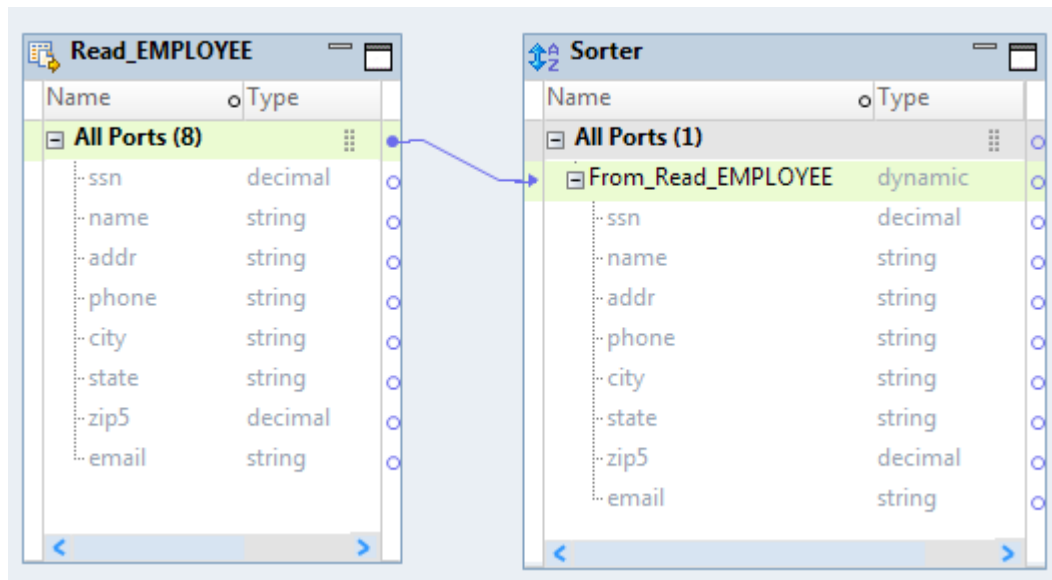 Read_EMPLOYEE
Name Type
All Ports (8)
ssn decimal
name string
addr string
phone string
city string
state string
zip5 decimal
email string
Sorter
Name Type
All Ports (1)
From_Read_EMPLOYEE dynamic
ssn decimal
name string
addr string
phone string
city string
state string
zip5 decimal
email string